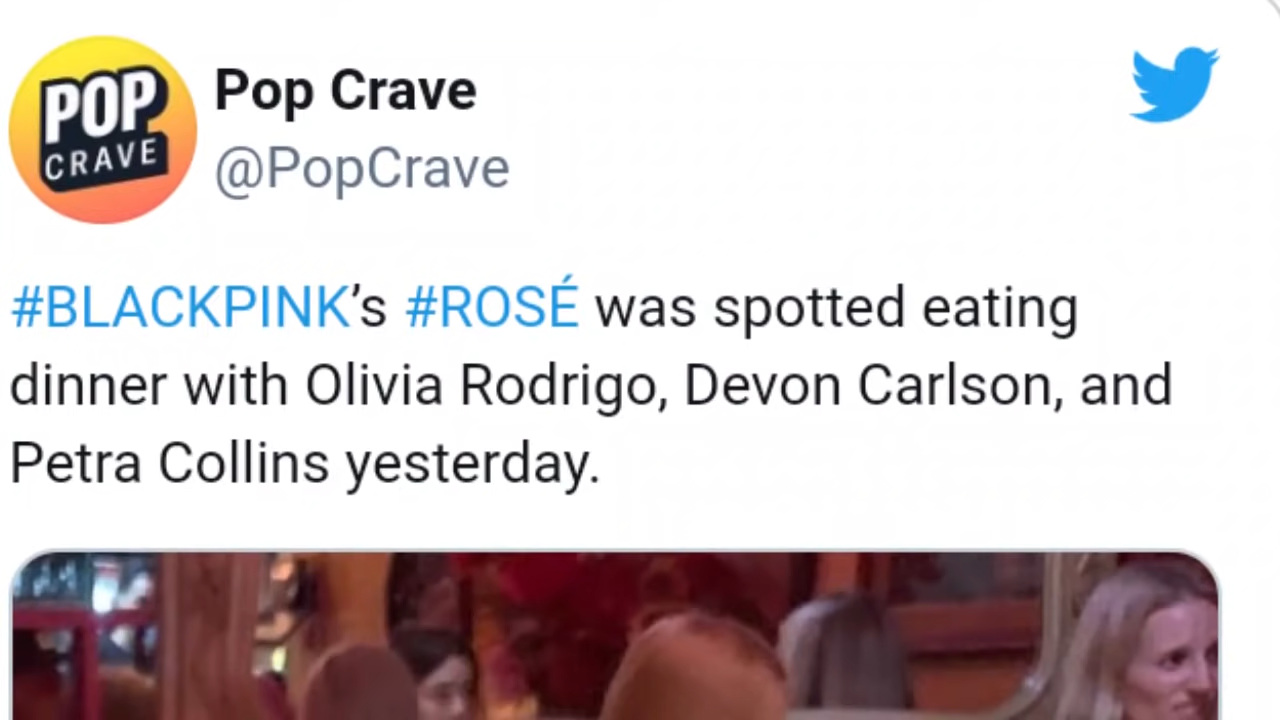 POP
CRAVE
Pop Crave
@PopCrave
#BLACKPINK’s #ROSÉ was spotted eating
dinner with Olivia Rodrigo, Devon Carlson, and
Petra Collins yesterday.